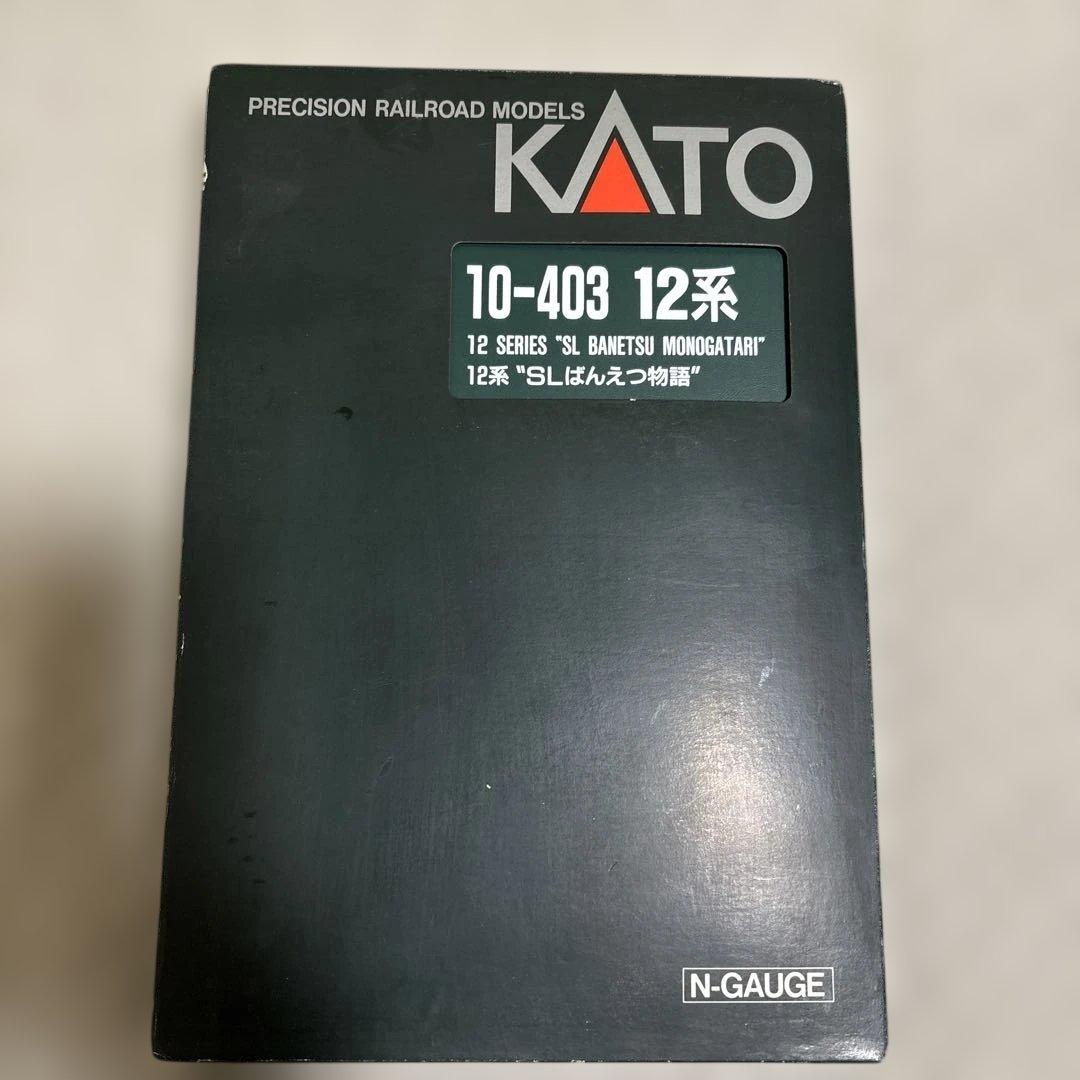 PRECISION RAILROAD MODELS
KATO
10-403 12系
12 SERIES "SL BANETSU MONOGATARI"
12系 "SLばんえつ物語"
N-GAUGE